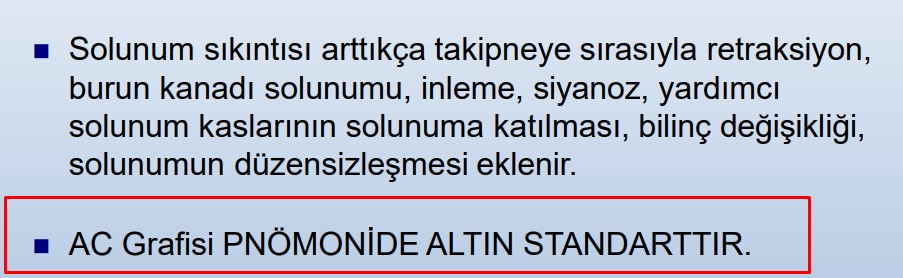 Solunum sıkıntısı arttıkça takipneye sırasıyla retraksiyon,
burun kanadı solunumu, inleme, siyanoz, yardımcı
solunum kaslarının solunuma katılması, bilinç değişikliği,
solunumun düzensizleşmesi eklenir.
AC Grafisi PNÖMONİDE ALTIN STANDARTTIR.